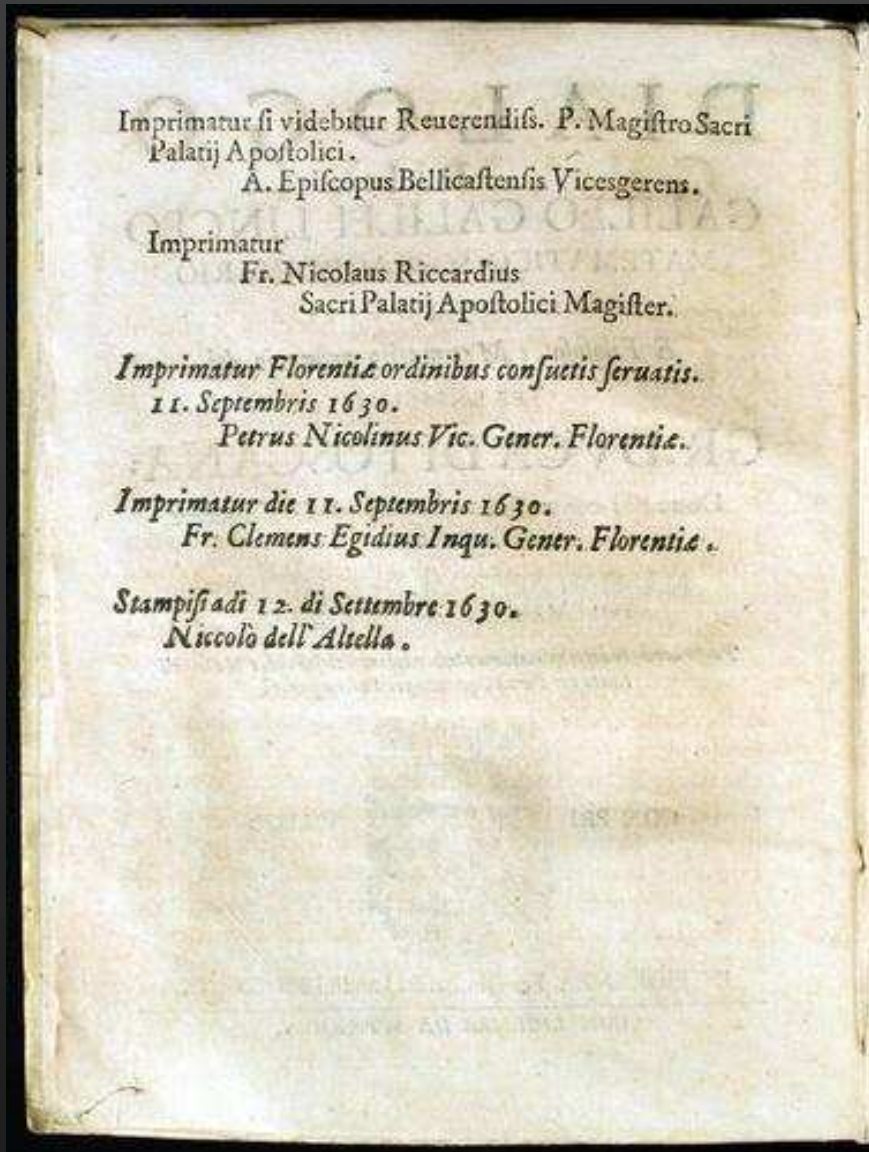 Imprimatur ſi videbitur Reuerendiſs. P. Magiſtro Sacri
Palatij Apoſtolici.
A. Epiſcopus Bellicaſtenſis Vicesgerens.
Imprimatur
Fr. Nicolaus Riccardius
Sacri Palatij Apoſtolici Magiſter.
Imprimatur Florentiæ ordinibus conſuetis ſeruatis.
11. Septembris 1630.
Petrus Nicolinus Vic. Gener. Florentiæ.
Imprimatur die 11. Septembris 1630.
Fr. Clemens Egidius Inqu. Gener. Florentiæ.
Stampiſi adi 12. di Settembre 1630.
Niccolò dell'Altella.